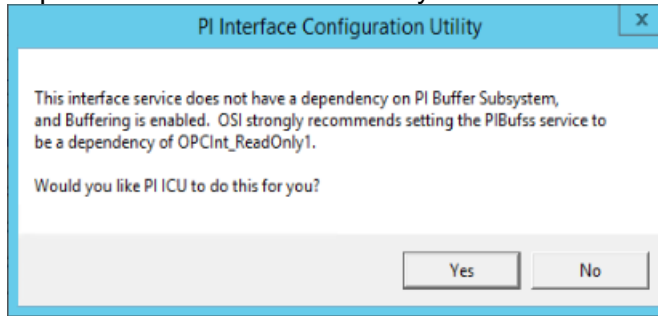 PI Interface Configuration Utility
x
This interface service does not have a dependency on PI Buffer Subsystem,
and Buffering is enabled. OSI strongly recommends setting the PIBufss service to
be a dependency of OPCInt_ReadOnly1.
Would you like PI ICU to do this for you?
Yes No